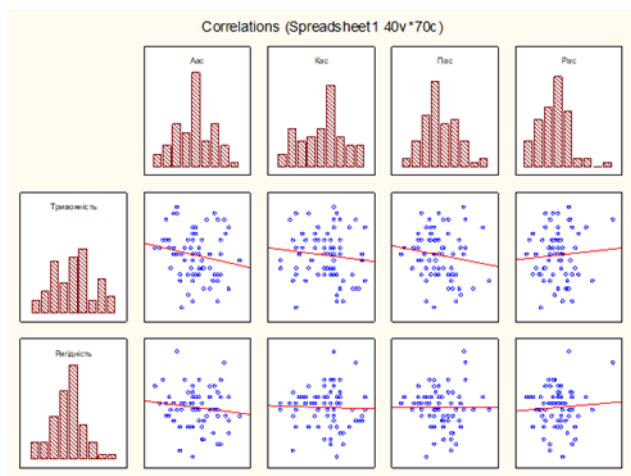 Correlations (Spreadsheet1 40v*70c)
Аас
Кас
Пас
Рас
Тривожність
Ригідність